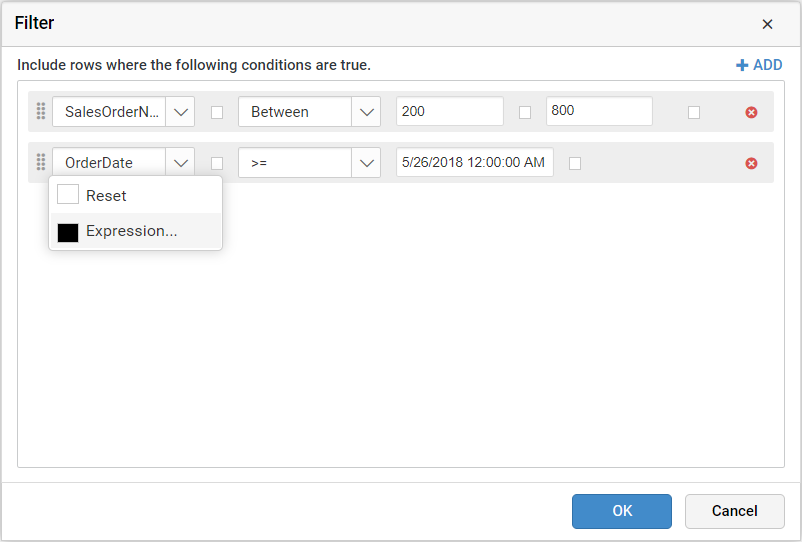 Filter
Include rows where the following conditions are true.
ADD
SalesOrderN... Between 200 800
OrderDate >= 5/26/2018 12:00:00 AM
Reset
Expression...
OK Cancel